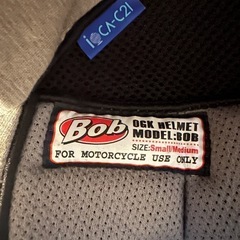 CA-C21
Bob
OGK HELMET
MODEL:BOB
SIZE:Small/Medium
FOR MOTORCYCLE USE ONLY